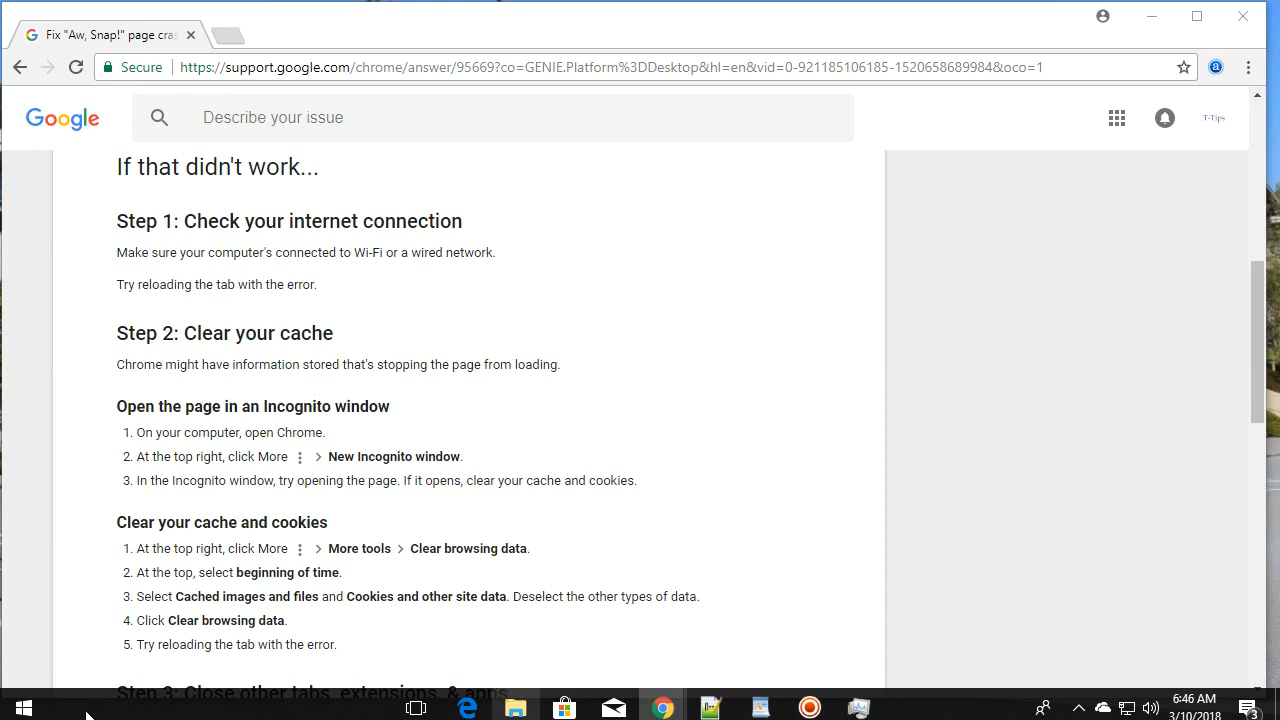 Fix "Aw, Snap!" page cras
Secure
https://support.google.com/chrome/answer/95669?co=GENIE.Platform%3DDesktop&hl=en&vid=0-921185106185-1520658689984&oco=1
Google
Describe your issue
T-Tips
If that didn't work...
Step 1: Check your internet connection
Make sure your computer's connected to Wi-Fi or a wired network.
Try reloading the tab with the error.
Step 2: Clear your cache
Chrome might have information stored that's stopping the page from loading.
Open the page in an Incognito window
1. On your computer, open Chrome.
2. At the top right, click More > New Incognito window.
3. In the Incognito window, try opening the page. If it opens, clear your cache and cookies.
Clear your cache and cookies
1. At the top right, click More > More tools > Clear browsing data.
2. At the top, select beginning of time.
3. Select Cached images and files and Cookies and other site data. Deselect the other types of data.
4. Click Clear browsing data.
5. Try reloading the tab with the error.
Step 3: Close other tabs, extensions, & apps
6:46 AM
3/10/2018
3